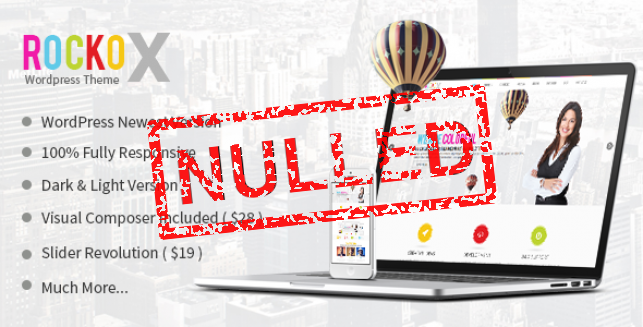 ROCKO X
Wordpress Theme
WordPress New
100% Fully Responsive
Dark & Light Version
Visual Composer Included ( $28 )
Slider Revolution ( $19 )
Much More...
NULLED